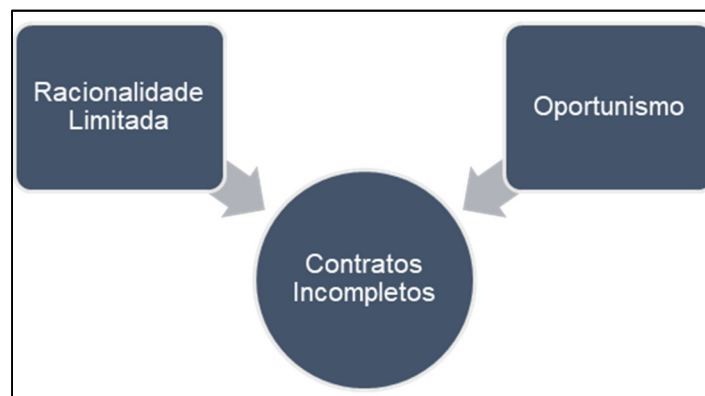 Racionalidade
Limitada
Oportunismo
Contratos
Incompletos